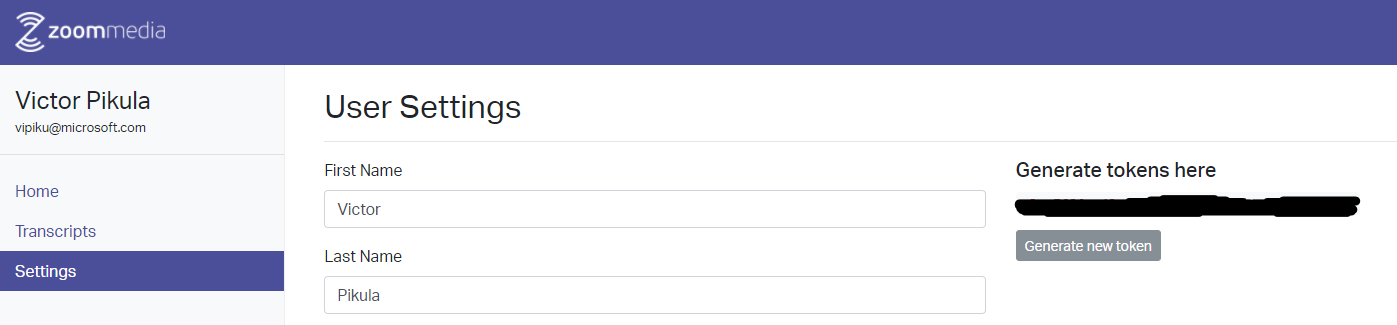 zoommedia
Victor Pikula
vipiku@microsoft.com
Home
Transcripts
Settings
User Settings
First Name
Victor
Last Name
Pikula
Generate tokens here
Generate new token